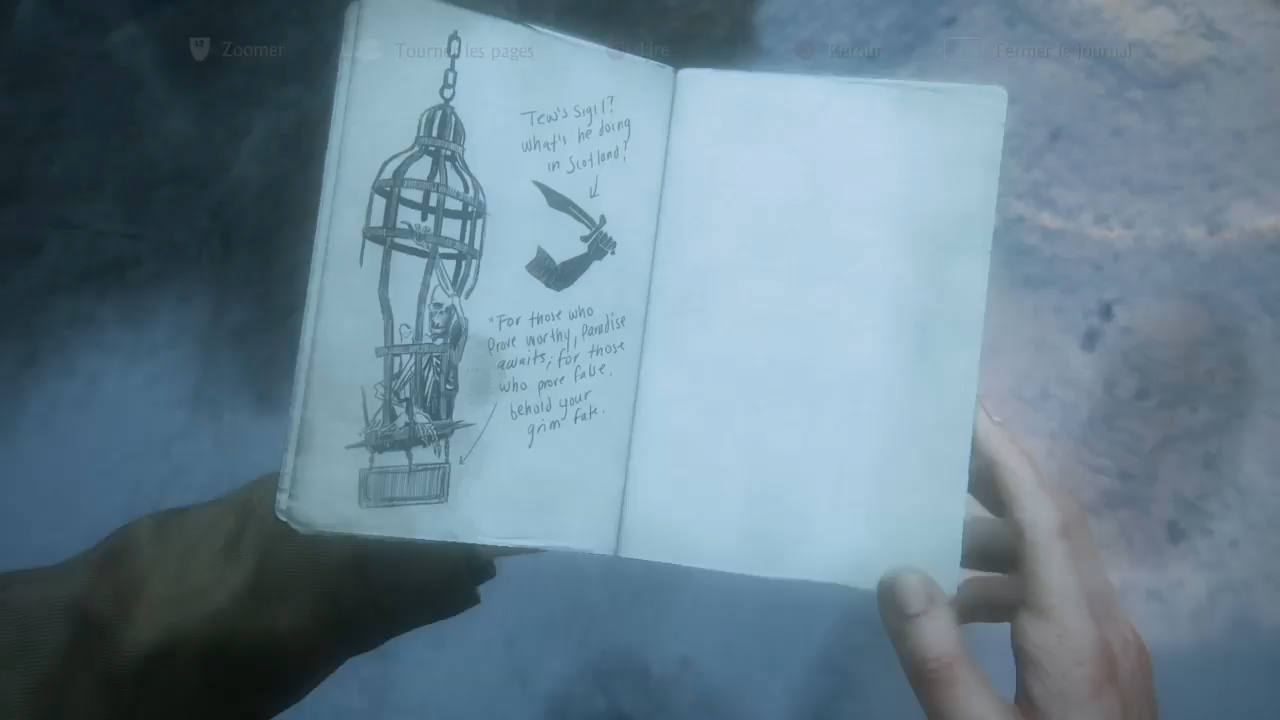 Zoomer
Tourner les pages
Lire
Retour
Fermer le journal
Tew's Sigil?
What's he doing
in Scotland?
"For those who
prove worthy, Paradise
awaits; for those
who prove false.
behold your
grim fate.